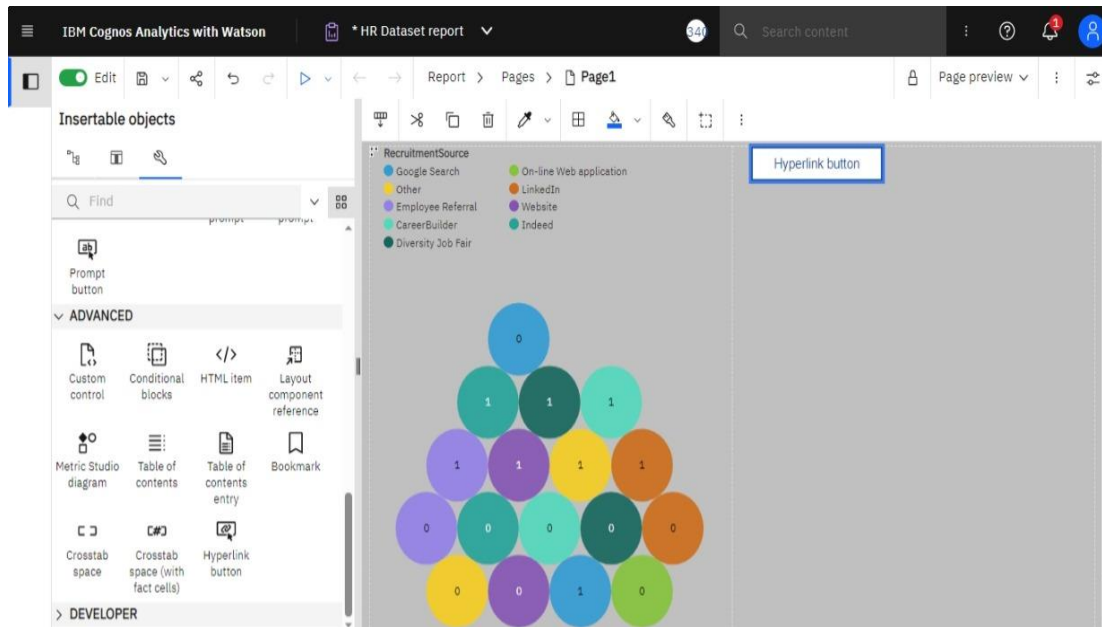 IBM Cognos Analytics with Watson
* HR Dataset report
340
Search content
1
Edit
Report > Pages > Page1
Page preview
Insertable objects
Find
prompt prompt
Prompt button
ADVANCED
Custom control
Conditional blocks
</> HTML item
Layout component reference
Metric Studio diagram
Table of contents
Table of contents entry
Bookmark
Crosstab space
Crosstab space (with fact cells)
Hyperlink button
> DEVELOPER
RecruitmentSource
Google Search On-line Web application
Other LinkedIn
Employee Referral Website
CareerBuilder Indeed
Diversity Job Fair
Hyperlink button
0
1 1 1
1 1 1 1
0 0 0 0 0
0 0 1 0